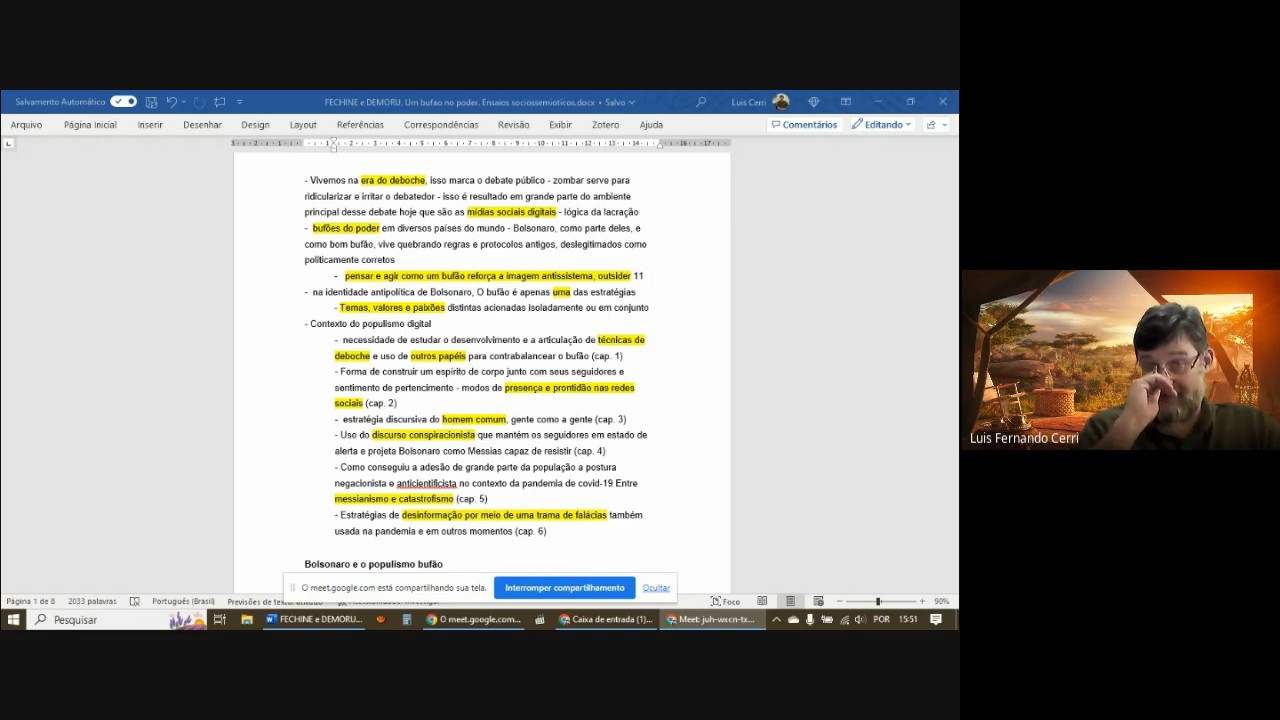 Salvamento Automático
FECHINE e DEMORU. Um bufao no poder. Ensaios sociossemioticos.docx • Salvo
Luis Cerri
Arquivo Página Inicial Inserir Desenhar Design Layout Referências Correspondências Revisão Exibir Zotero Ajuda Comentários Editando
- Vivemos na era do deboche, isso marca o debate público - zombar serve para
ridicularizar e irritar o debatedor - isso é resultado em grande parte do ambiente
principal desse debate hoje que são as mídias sociais digitais - lógica da lacração
- bufões do poder em diversos países do mundo - Bolsonaro, como parte deles, e
como bom bufão, vive quebrando regras e protocolos antigos, deslegitimados como
politicamente corretos
- pensar e agir como um bufão reforça a imagem antissistema, outsider 11
- na identidade antipolítica de Bolsonaro, O bufão é apenas uma das estratégias
- Temas, valores e paixões distintas acionadas isoladamente ou em conjunto
- Contexto do populismo digital
- necessidade de estudar o desenvolvimento e a articulação de técnicas de
deboche e uso de outros papéis para contrabalancear o bufão (cap. 1)
- Forma de construir um espírito de corpo junto com seus seguidores e
sentimento de pertencimento - modos de presença e prontidão nas redes
sociais (cap. 2)
- estratégia discursiva do homem comum, gente como a gente (cap. 3)
- Uso do discurso conspiracionista que mantém os seguidores em estado de
alerta e projeta Bolsonaro como Messias capaz de resistir (cap. 4)
- Como conseguiu a adesão de grande parte da população a postura
negacionista e anticientificista no contexto da pandemia de covid-19 Entre
messianismo e catastrofismo (cap. 5)
- Estratégias de desinformação por meio de uma trama de falácias também
usada na pandemia e em outros momentos (cap. 6)
Bolsonaro e o populismo bufão
O meet.google.com está compartilhando sua tela. Interromper compartilhamento Ocultar
Página 1 de 8 2033 palavras Português (Brasil) Previsões de Foco 90%
Pesquisar FECHINE e DEMORU... O meet.google.com... Caixa de entrada (1)... Meet: juh-wxcn-tx... POR 15:51
Luis Fernando Cerri